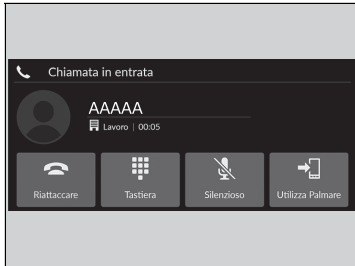 Chiamata in entrata
AAAAA
Lavoro | 00:05
Riattaccare
Tastiera
Silenzioso
Utilizza Palmare